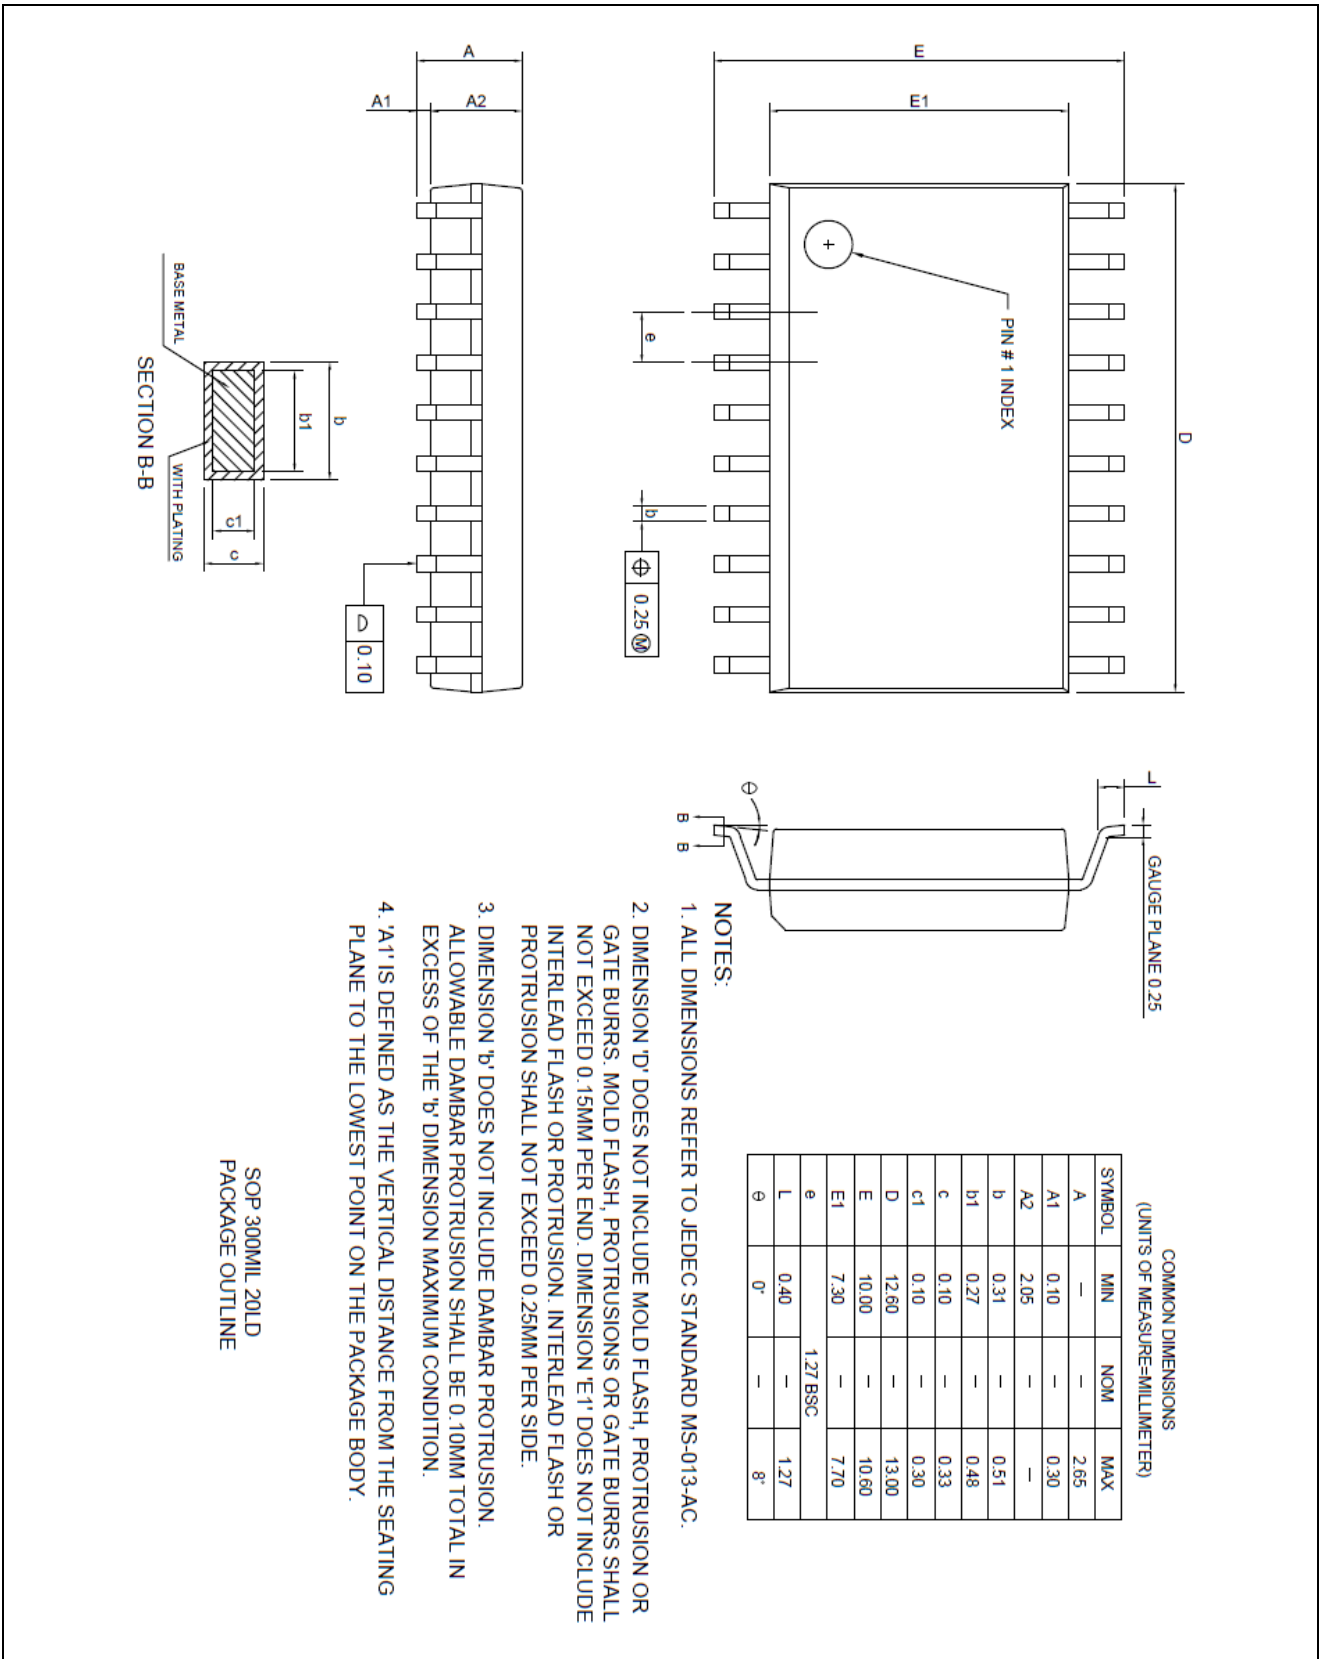 A
A1
A2
BASE METAL
WITH PLATING
b
b1
c1
c
SECTION B-B
0.10
E
E1
PIN # 1 INDEX
D
e
b
0.25 Ⓜ
L
GAUGE PLANE 0.25
θ
B
B
COMMON DIMENSIONS
(UNITS OF MEASURE=MILLIMETER)
SYMBOL MIN NOM MAX
A — – 2.65
A1 0.10 – 0.30
A2 2.05 – —
b 0.31 – 0.51
b1 0.27 – 0.48
c 0.10 – 0.33
c1 0.10 – 0.30
D 12.60 – 13.00
E 10.00 – 10.60
E1 7.30 – 7.70
e 1.27 BSC
L 0.40 – 1.27
θ 0° – 8°
NOTES:
1. ALL DIMENSIONS REFER TO JEDEC STANDARD MS-013-AC.
2. DIMENSION 'D' DOES NOT INCLUDE MOLD FLASH, PROTRUSION OR
GATE BURRS. MOLD FLASH, PROTRUSIONS OR GATE BURRS SHALL
NOT EXCEED 0.15MM PER END. DIMENSION 'E1' DOES NOT INCLUDE
INTERLEAD FLASH OR PROTRUSION. INTERLEAD FLASH OR
PROTRUSION SHALL NOT EXCEED 0.25MM PER SIDE.
3. DIMENSION 'b' DOES NOT INCLUDE DAMBAR PROTRUSION.
ALLOWABLE DAMBAR PROTRUSION SHALL BE 0.10MM TOTAL IN
EXCESS OF THE 'b' DIMENSION MAXIMUM CONDITION.
4. 'A1' IS DEFINED AS THE VERTICAL DISTANCE FROM THE SEATING
PLANE TO THE LOWEST POINT ON THE PACKAGE BODY.
SOP 300MIL 20LD
PACKAGE OUTLINE